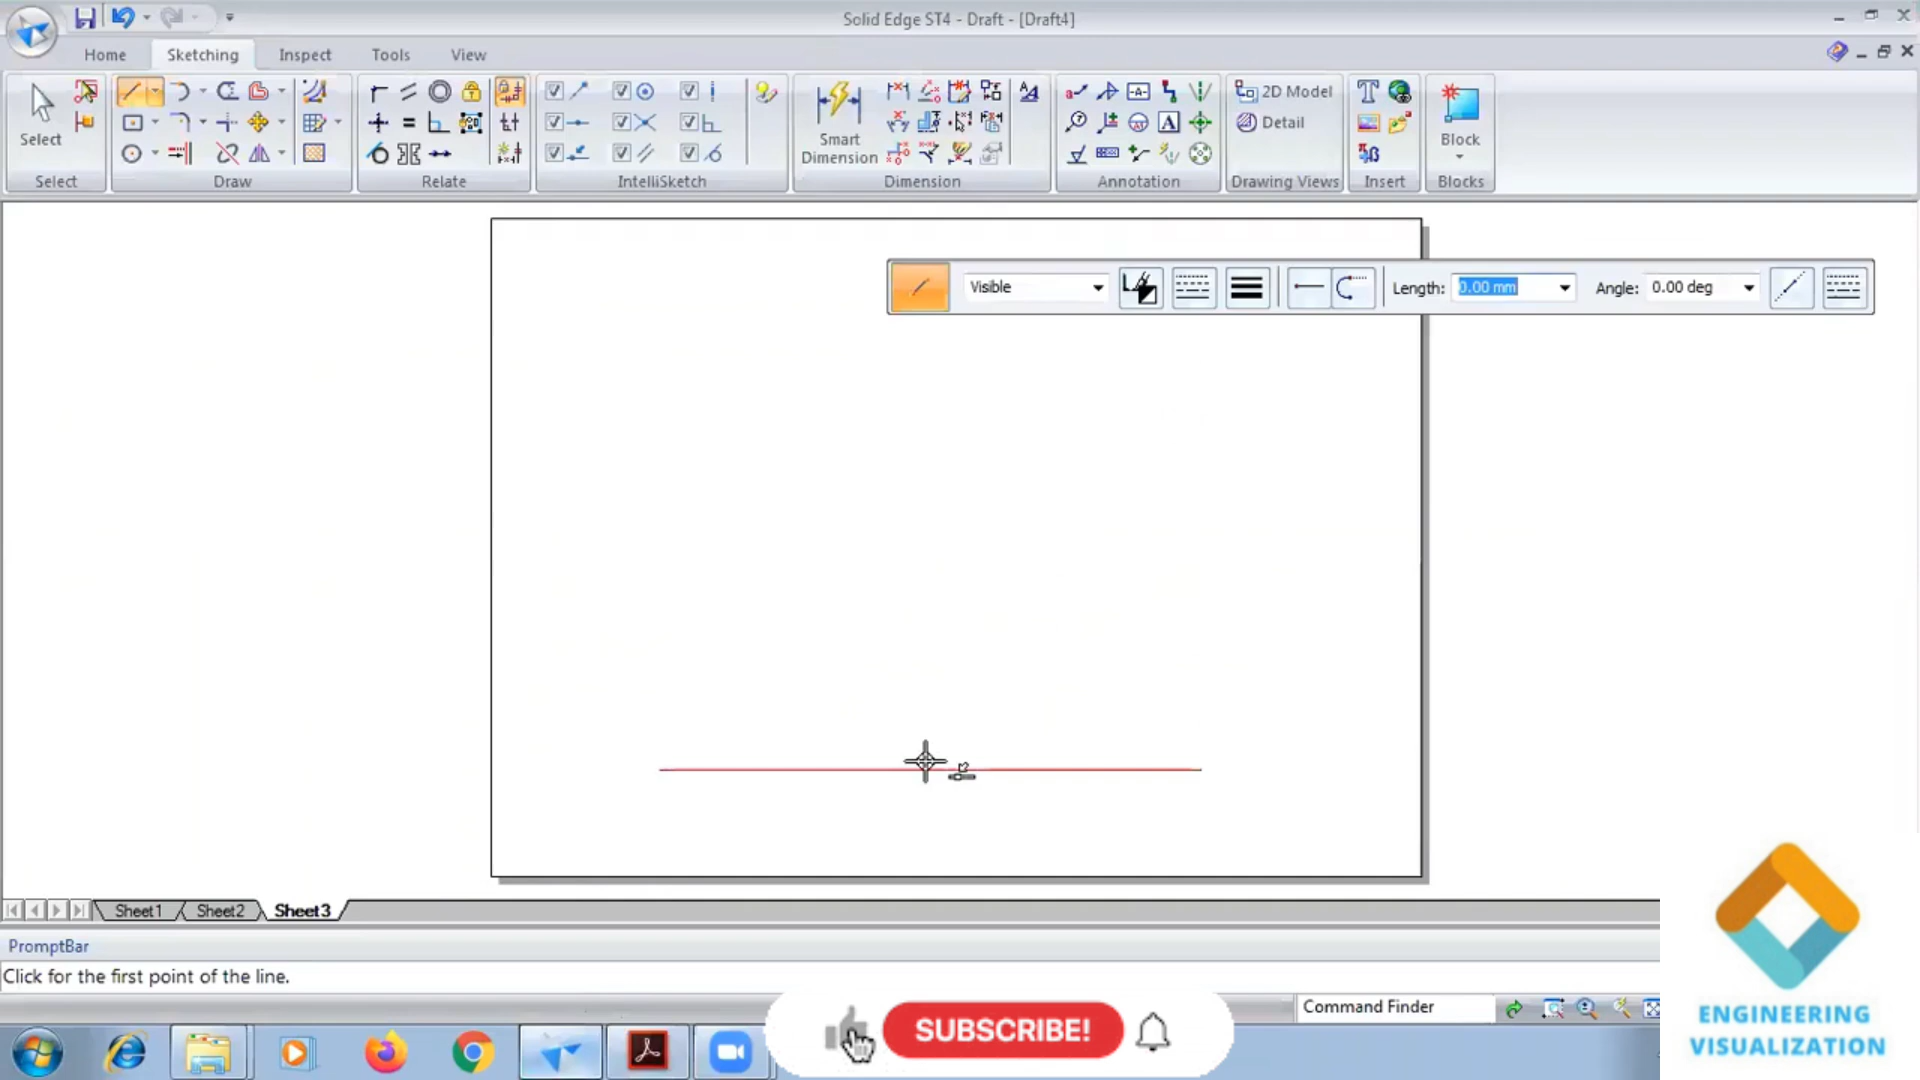 Solid Edge ST4 - Draft - [Draft4]
Home
Sketching
Inspect
Tools
View
2D Model
Detail
Select
Smart
Dimension
Block
Select
Draw
Relate
IntelliSketch
Dimension
Annotation
Drawing Views
Insert
Blocks
Visible
Length:
0.00 mm
Angle:
0.00 deg
Sheet1
Sheet2
Sheet3
PromptBar
Click for the first point of the line.
Command Finder
SUBSCRIBE!
ENGINEERING
VISUALIZATION